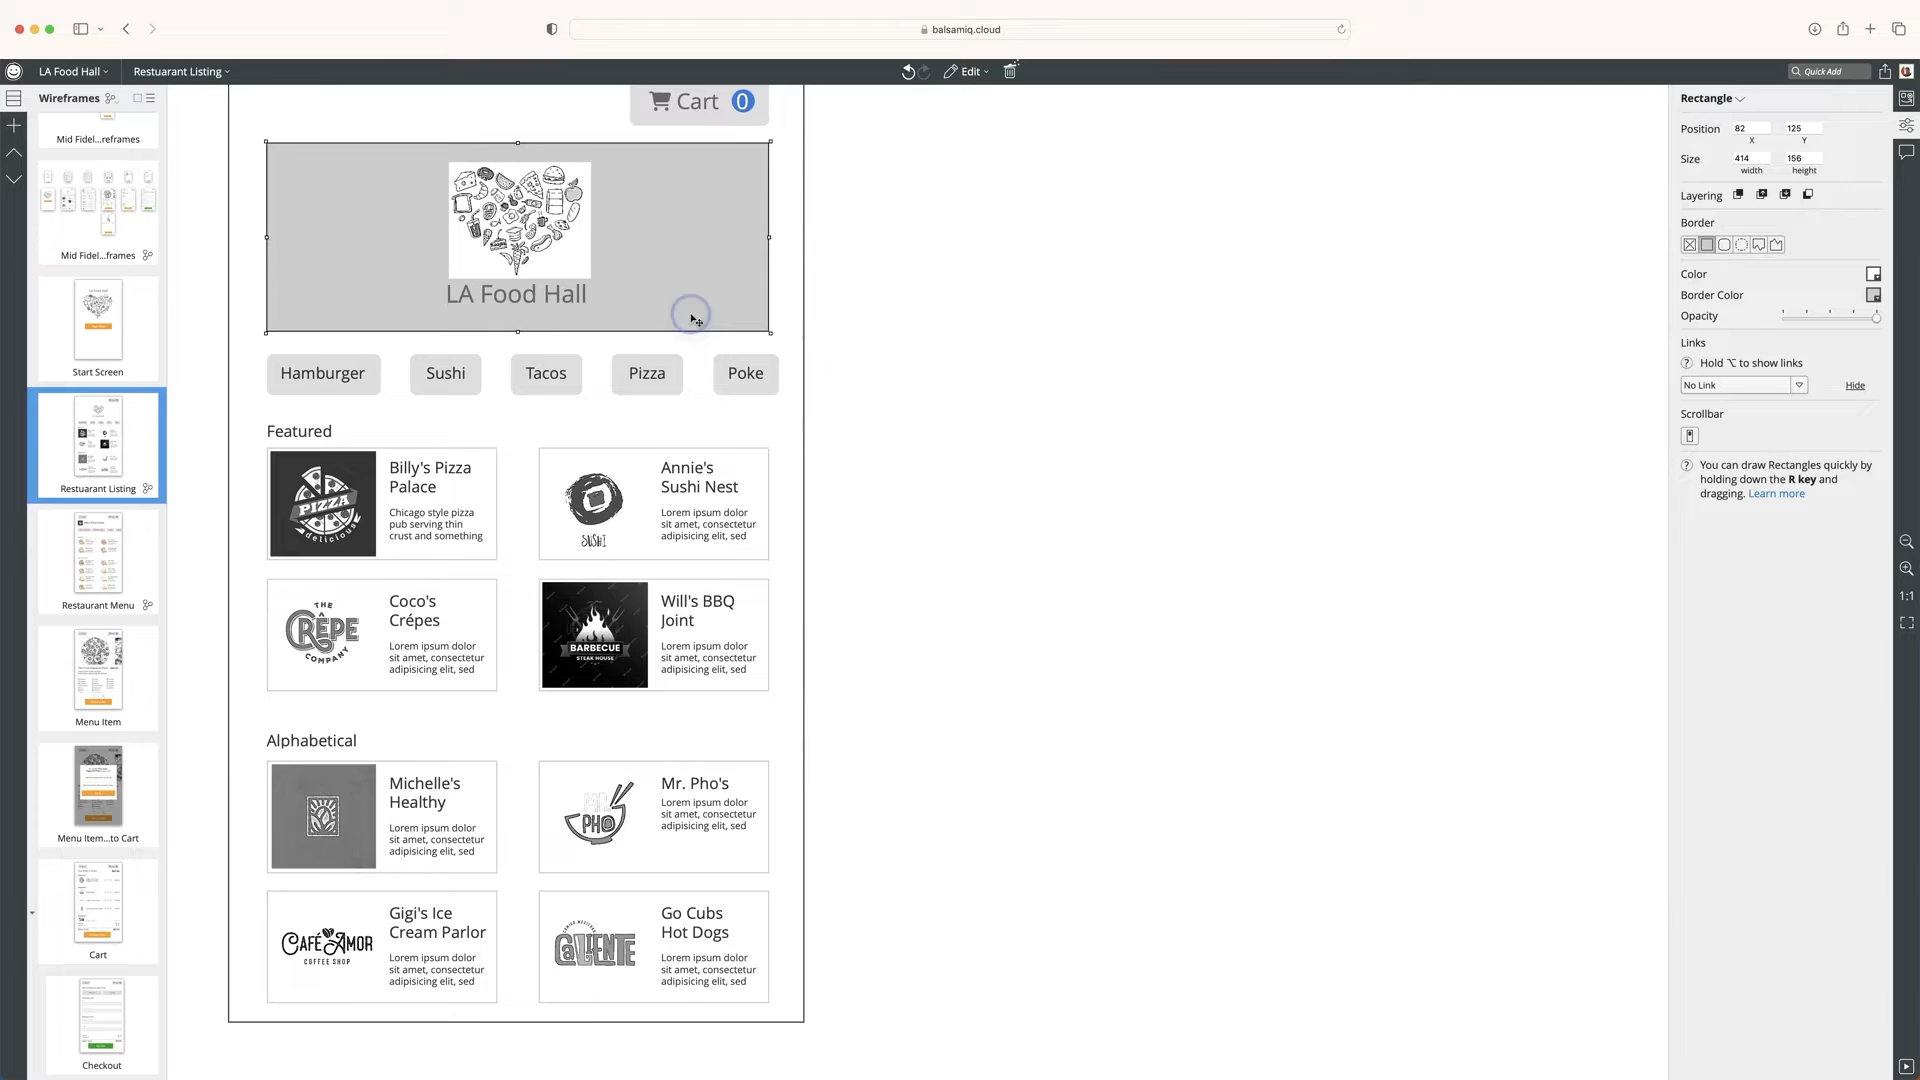 balsamiq.cloud
LA Food Hall
Restuarant Listing
Edit
Quick Add
Wireframes
Mid Fidel...reframes
Mid Fidel...frames
Start Screen
Restuarant Listing
Restaurant Menu
Menu Item
Menu Item...to Cart
Cart
Checkout
Cart 0
LA Food Hall
Hamburger
Sushi
Tacos
Pizza
Poke
Featured
PIZZA
delicious
Billy's Pizza
Palace
Chicago style pizza
pub serving thin
crust and something
SUSHI
Annie's
Sushi Nest
Lorem ipsum dolor
sit amet, consectetur
adipisicing elit, sed
THE
CRÊPE
COMPANY
Coco's
Crépes
Lorem ipsum dolor
sit amet, consectetur
adipisicing elit, sed
BARBECUE
STEAK HOUSE
Will's BBQ
Joint
Lorem ipsum dolor
sit amet, consectetur
adipisicing elit, sed
Alphabetical
Michelle's
Healthy
Lorem ipsum dolor
sit amet, consectetur
adipisicing elit, sed
MR.
PHO
Mr. Pho's
Lorem ipsum dolor
sit amet, consectetur
adipisicing elit, sed
CAFÉ AMOR
COFFEE SHOP
Gigi's Ice
Cream Parlor
Lorem ipsum dolor
sit amet, consectetur
adipisicing elit, sed
CALIENTE
Go Cubs
Hot Dogs
Lorem ipsum dolor
sit amet, consectetur
adipisicing elit, sed
Rectangle
Position 82 125
X Y
Size 414 156
width height
Layering
Border
Color
Border Color
Opacity
Links
? Hold ⌥ to show links
No Link
Hide
Scrollbar
? You can draw Rectangles quickly by
holding down the R key and
dragging. Learn more
1:1